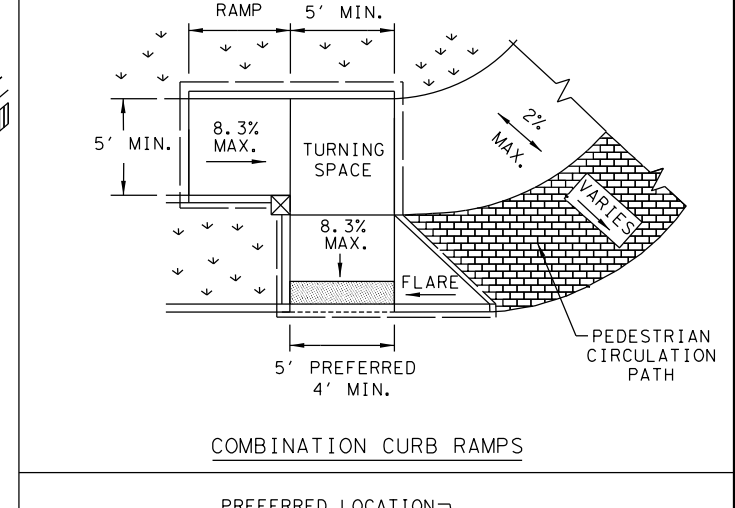 RAMP
5' MIN.
5' MIN.
8.3%
MAX.
TURNING
SPACE
2%
MAX.
VARIES
8.3%
MAX.
FLARE
PEDESTRIAN
CIRCULATION
PATH
5' PREFERRED
4' MIN.
COMBINATION CURB RAMPS
PREFERRED LOCATION